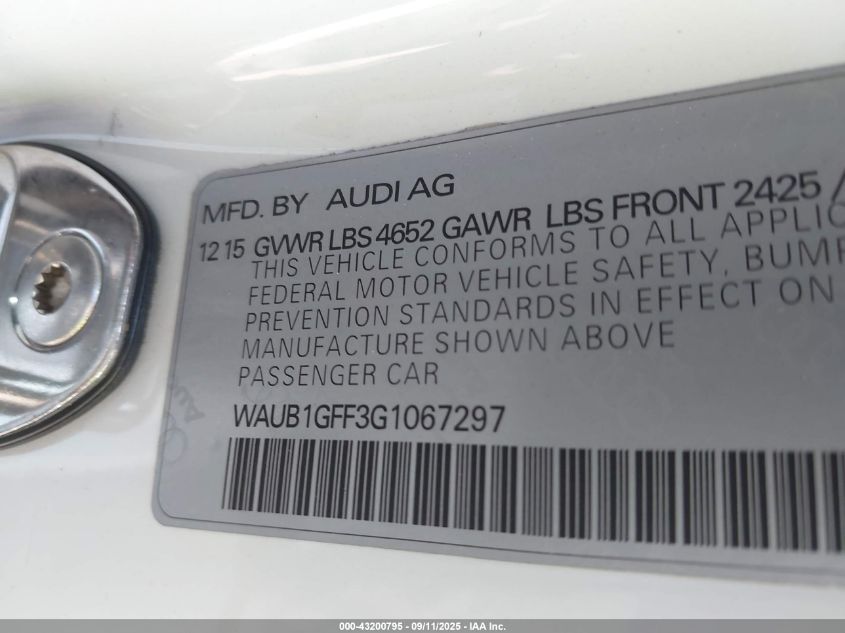 MFD. BY AUDI AG
12 15 GVWR LBS 4652 GAWR LBS FRONT 2425 /
THIS VEHICLE CONFORMS TO ALL
FEDERAL MOTOR VEHICLE SAFETY,
PREVENTION STANDARDS IN EFFECT ON
MANUFACTURE SHOWN ABOVE
PASSENGER CAR
WAUB1GFF3G1067297
000-43200795 - 09/11/2025 - IAA Inc.